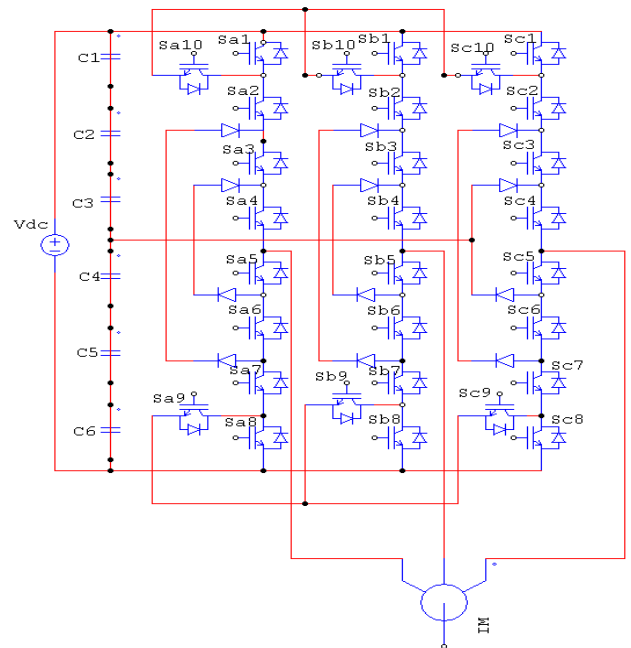 Sa10 Sa1 Sb10 Sb1 Sc10 Sc1
C1
Sa2 Sb2 Sc2
C2
Sa3 Sb3 Sc3
C3
Sa4 Sb4 Sc4
Vdc
Sa5 Sb5 Sc5
C4
Sa6 Sb6 Sc6
C5
Sa7 Sb7 Sc7
Sa9 Sb9 Sc9
Sa8 Sb8 Sc8
C6
IM